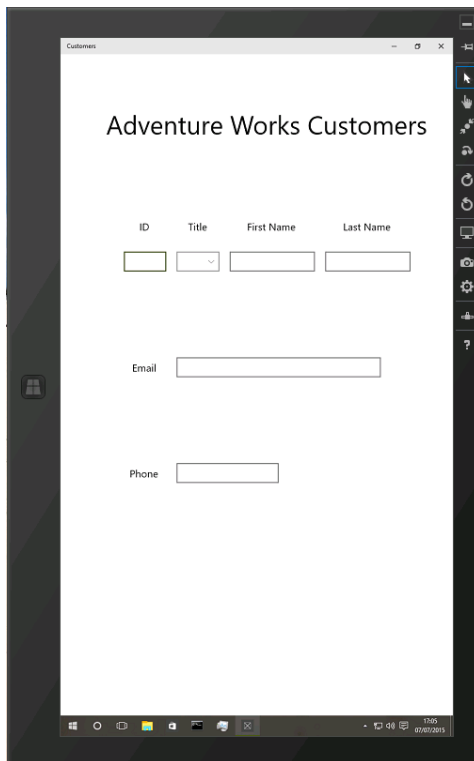 Customers
Adventure Works Customers
ID Title First Name Last Name
Email
Phone
17:05
07/07/2015